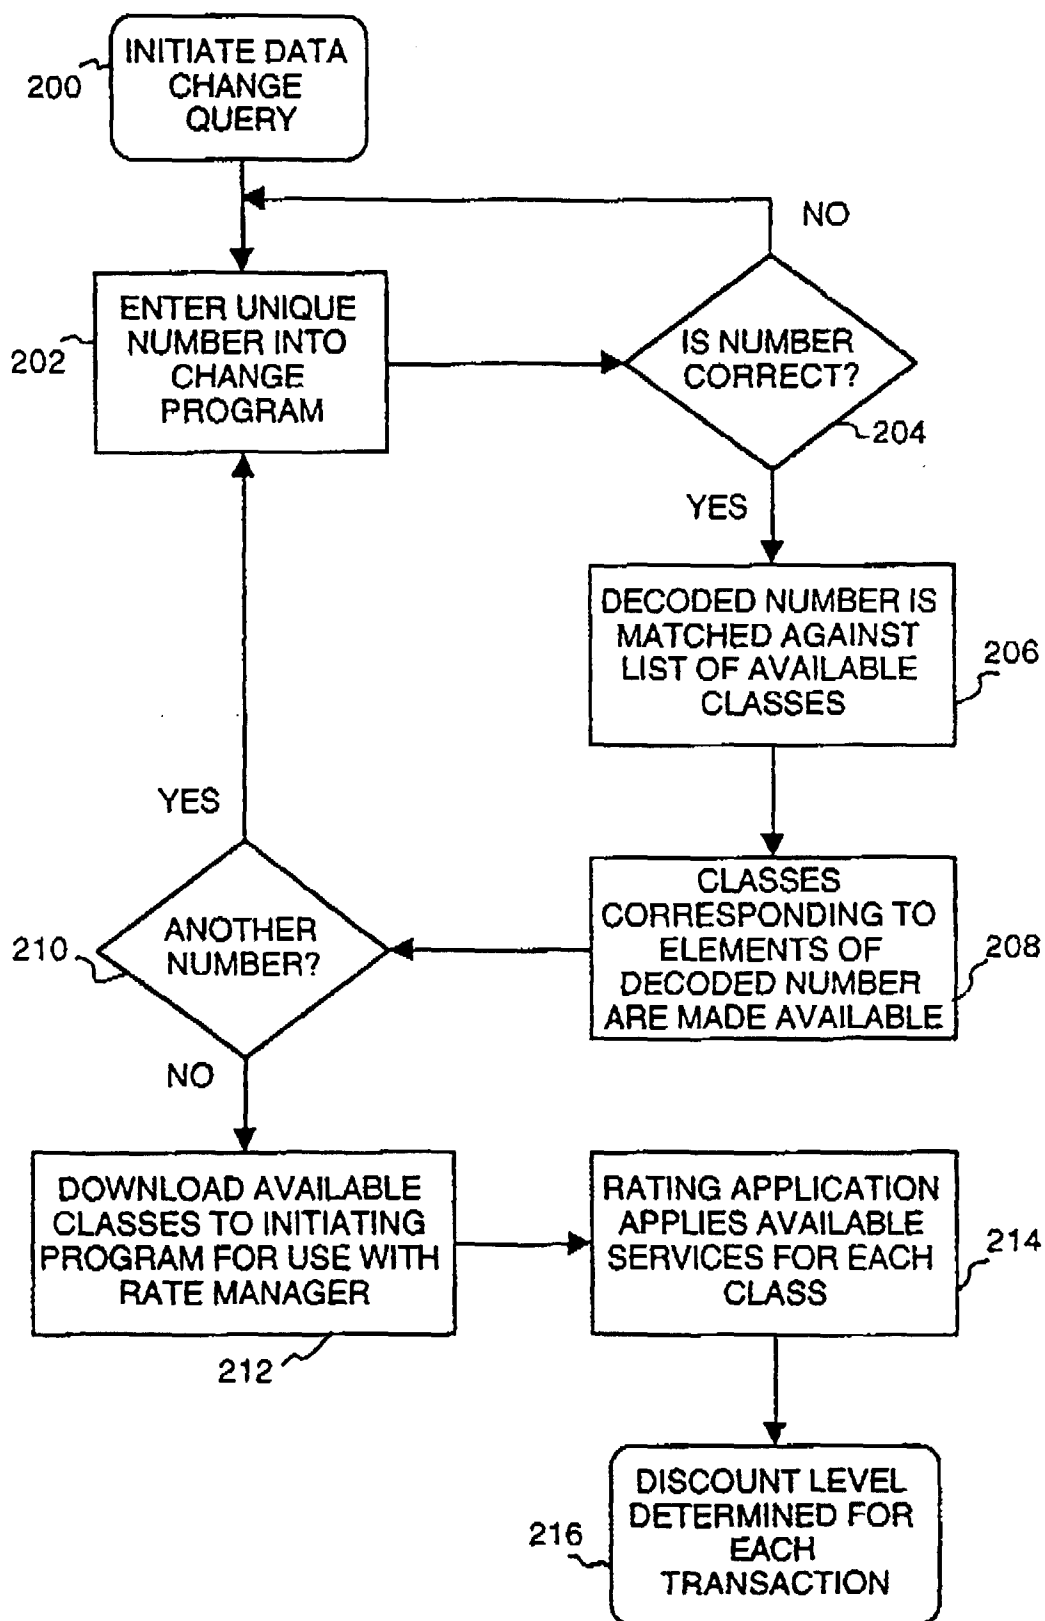 INITIATE DATA
CHANGE
QUERY
200
NO
ENTER UNIQUE
NUMBER INTO
CHANGE
PROGRAM
202
IS NUMBER
CORRECT?
204
YES
DECODED NUMBER IS
MATCHED AGAINST
LIST OF AVAILABLE
CLASSES
206
YES
CLASSES
CORRESPONDING TO
ELEMENTS OF
DECODED NUMBER
ARE MADE AVAILABLE
208
ANOTHER
NUMBER?
210
NO
DOWNLOAD AVAILABLE
CLASSES TO INITIATING
PROGRAM FOR USE WITH
RATE MANAGER
212
RATING APPLICATION
APPLIES AVAILABLE
SERVICES FOR EACH
CLASS
214
DISCOUNT LEVEL
DETERMINED FOR
EACH
TRANSACTION
216